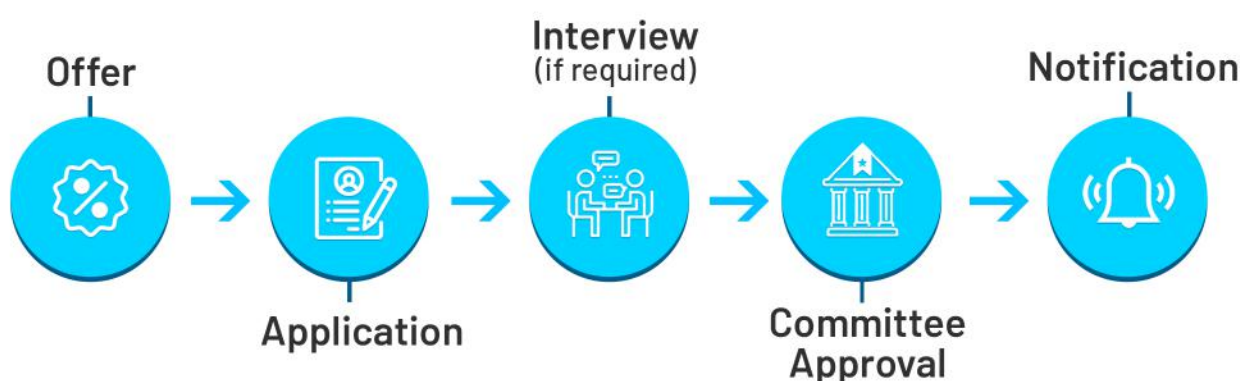 Offer
Application
Interview
(if required)
Committee
Approval
Notification